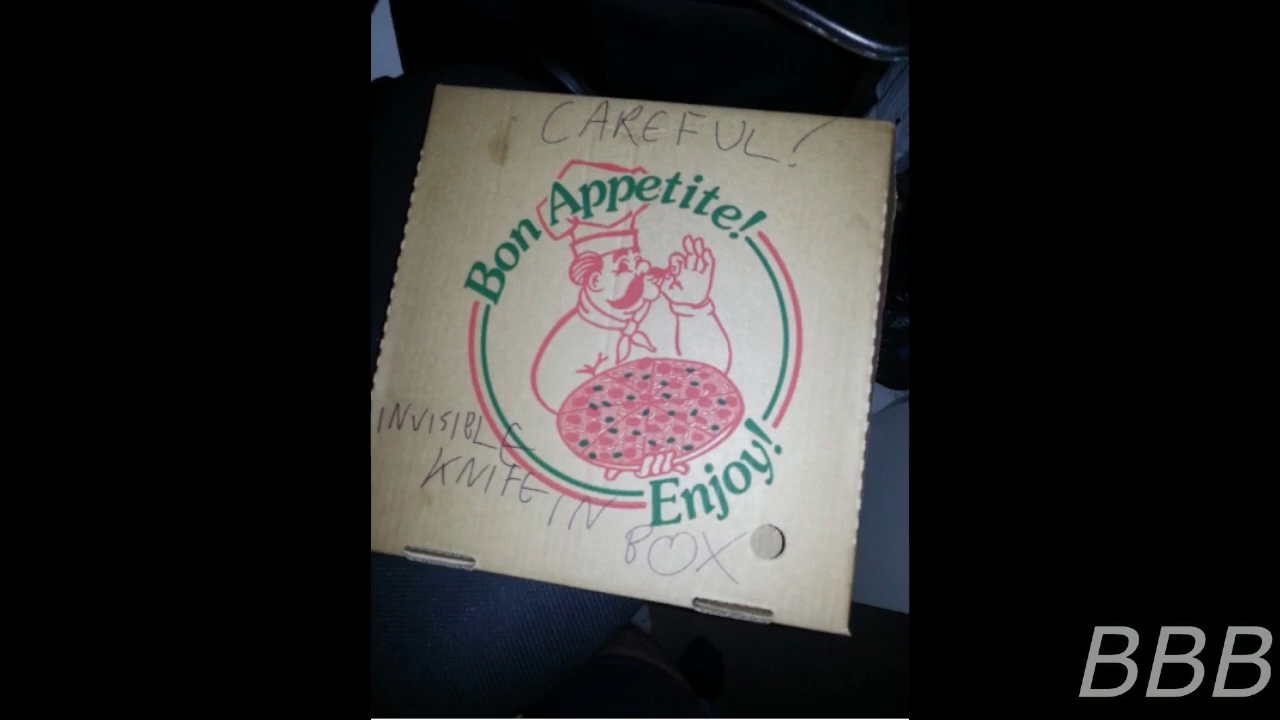 CAREFUL!
Bon Appetite!
INVISIBLE
KNIFE IN
BOX
Enjoy!
BBB